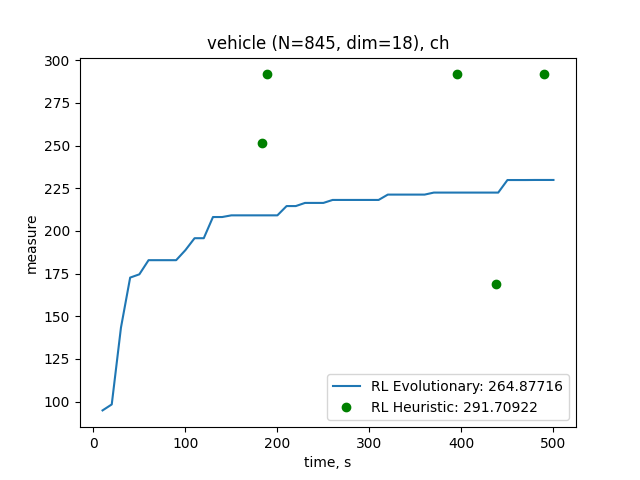 vehicle (N=845, dim=18), ch
300
275
250
225
200
175
150
125
100
measure
0 100 200 300 400 500
time, s
RL Evolutionary: 264.87716
RL Heuristic: 291.70922